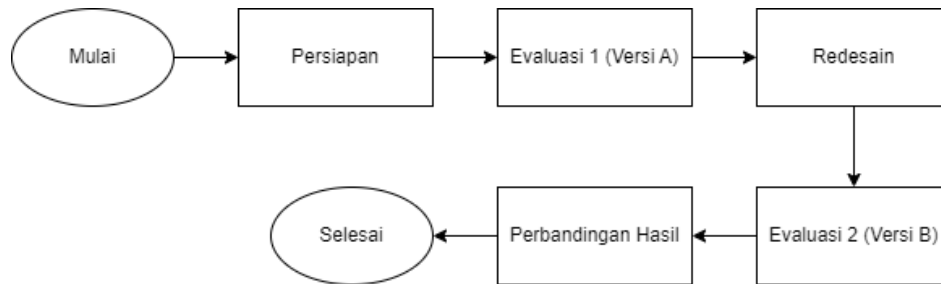 Mulai
Persiapan
Evaluasi 1 (Versi A)
Redesain
Evaluasi 2 (Versi B)
Perbandingan Hasil
Selesai